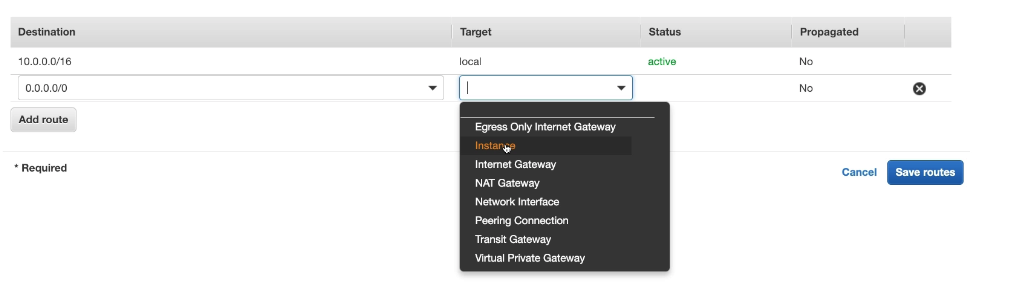 Destination Target Status Propagated
10.0.0.0/16 local active No
0.0.0.0/0 No
Add route
Egress Only Internet Gateway
Instance
Internet Gateway
NAT Gateway
Network Interface
Peering Connection
Transit Gateway
Virtual Private Gateway
* Required
Cancel Save routes